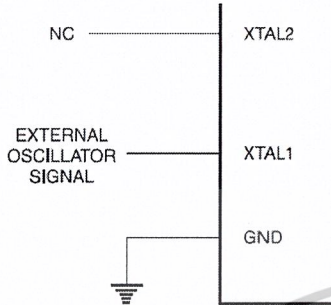 NC
XTAL2
EXTERNAL
OSCILLATOR
SIGNAL
XTAL1
GND